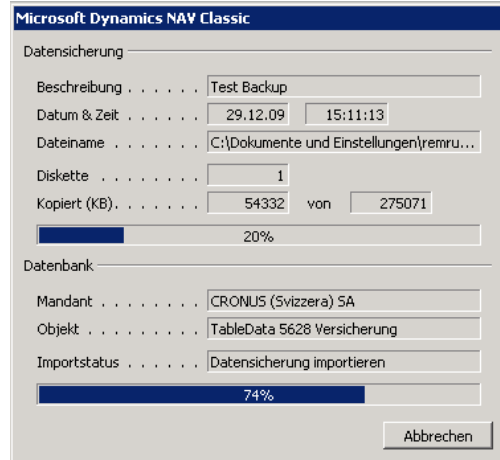 Microsoft Dynamics NAV Classic
Datensicherung
Beschreibung . . . . . . Test Backup
Datum & Zeit . . . . . . 29.12.09 15:11:13
Dateiname . . . . . . . C:\Dokumente und Einstellungen\remru...
Diskette . . . . . . . . 1
Kopiert (KB). . . . . . . 54332 von 275071
20%
Datenbank
Mandant . . . . . . . . CRONUS (Svizzera) SA
Objekt . . . . . . . . . TableData 5628 Versicherung
Importstatus . . . . . . Datensicherung importieren
74%
Abbrechen